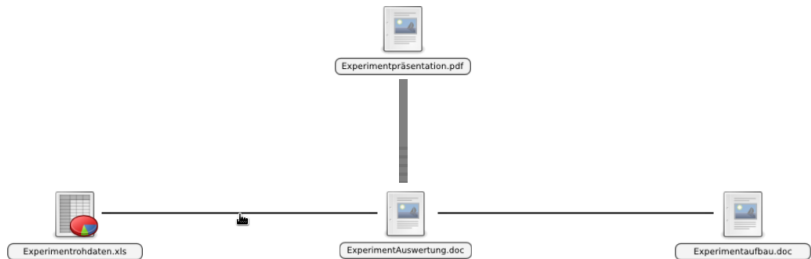 Experimentpräsentation.pdf
Experimentrohdaten.xls
ExperimentAuswertung.doc
Experimentaufbau.doc